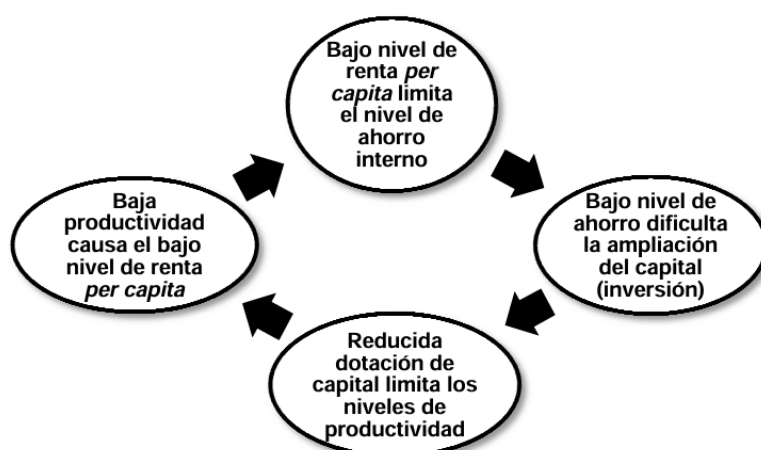 Bajo nivel de
renta per
capita limita
el nivel de
ahorro
interno
Bajo nivel de
ahorro dificulta
la ampliación
del capital
(inversión)
Reducida
dotación de
capital limita los
niveles de
productividad
Baja
productividad
causa el bajo
nivel de renta
per capita